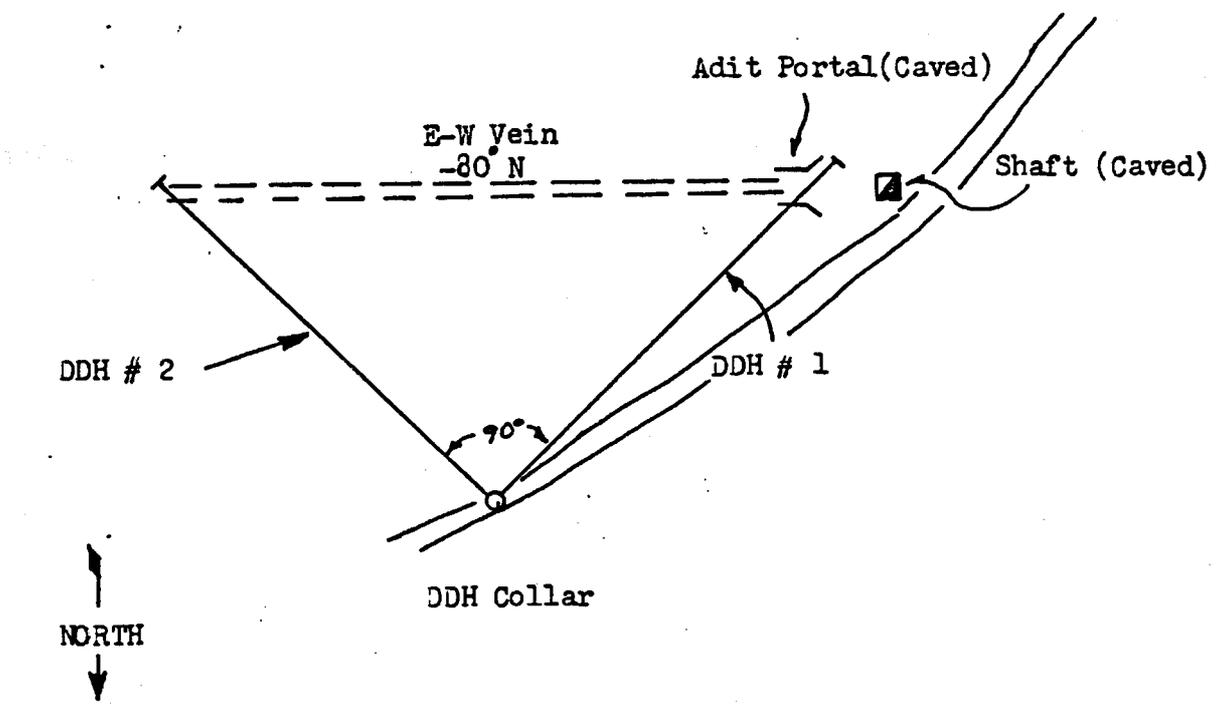 Adit Portal(Caved)
E-W Vein
-80° N
Shaft (Caved)
DDH # 2
DDH # 1
90°
DDH Collar
NORTH